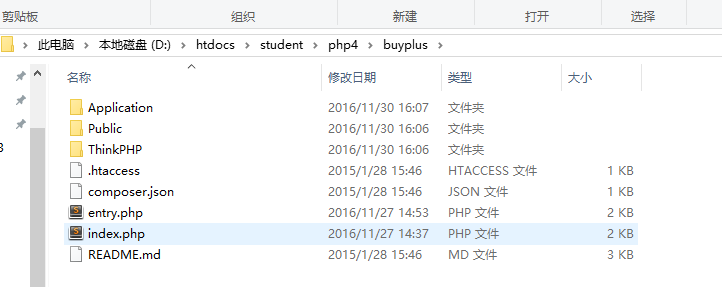 剪贴板 组织 新建 打开 选择
此电脑 › 本地磁盘 (D:) › htdocs › student › php4 › buyplus ›
名称 修改日期 类型 大小
Application 2016/11/30 16:07 文件夹
Public 2016/11/30 16:06 文件夹
ThinkPHP 2016/11/30 16:06 文件夹
.htaccess 2015/1/28 15:46 HTACCESS 文件 1 KB
composer.json 2015/1/28 15:46 JSON 文件 1 KB
entry.php 2016/11/27 14:53 PHP 文件 2 KB
index.php 2016/11/27 14:37 PHP 文件 2 KB
README.md 2015/1/28 15:46 MD 文件 3 KB